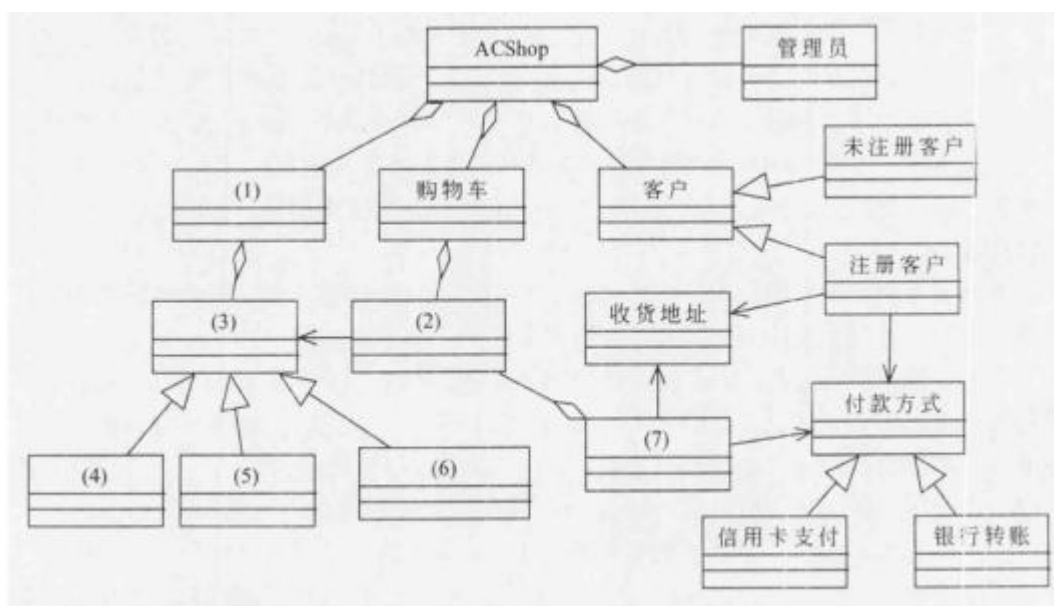 ACShop
管理员
未注册客户
(1)
购物车
客户
注册客户
收货地址
(3)
(2)
付款方式
(7)
(4)
(5)
(6)
信用卡支付
银行转账